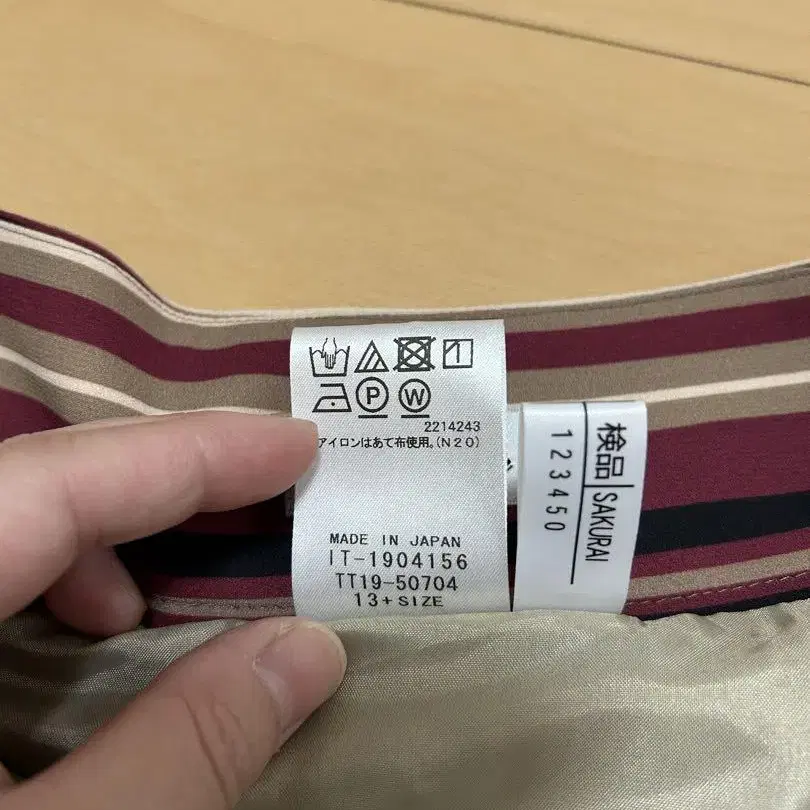 P W
2214243
アイロンはあて布使用。(N20)
MADE IN JAPAN
IT-1904156
TT19-50704
13+SIZE
検品 SAKURAI
123450